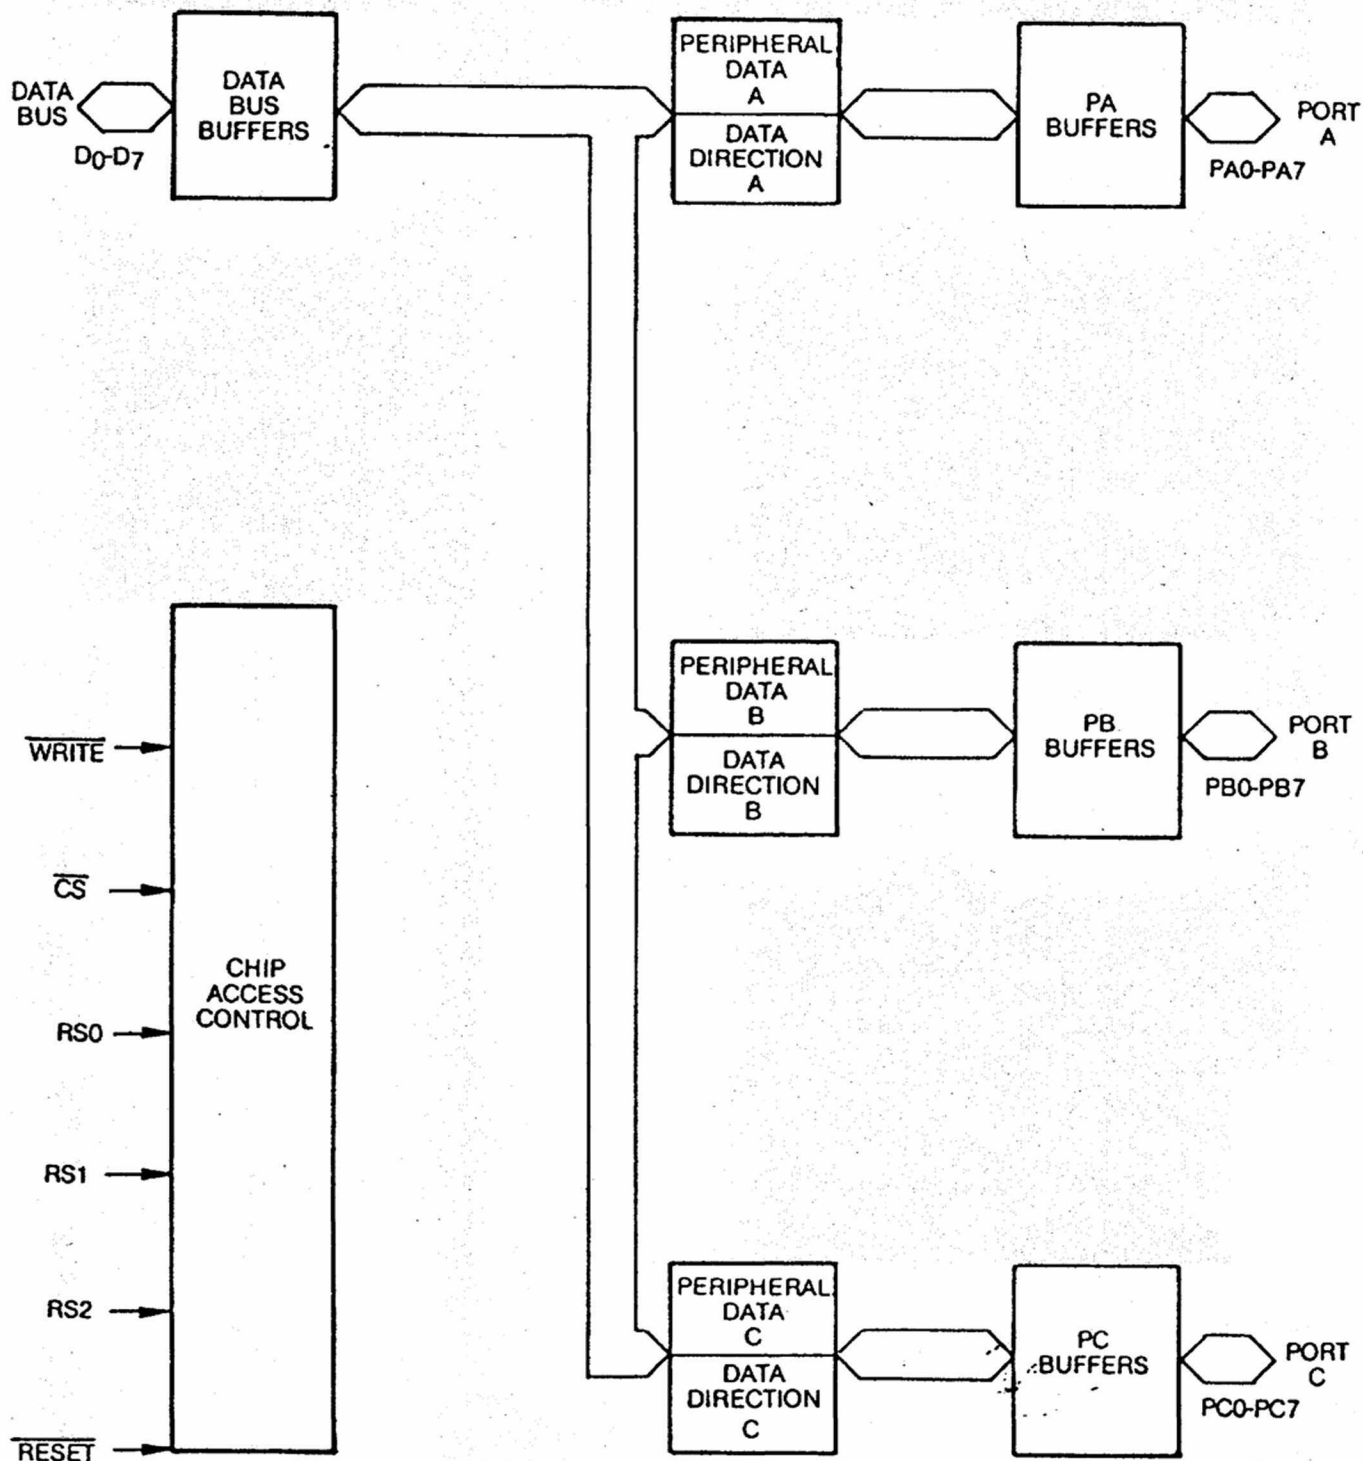 DATA
BUS
D0-D7
DATA
BUS
BUFFERS
PERIPHERAL
DATA
A
DATA
DIRECTION
A
PA
BUFFERS
PORT
A
PA0-PA7
PERIPHERAL
DATA
B
DATA
DIRECTION
B
PB
BUFFERS
PORT
B
PB0-PB7
WRITE
CS
RS0
RS1
RS2
RESET
CHIP
ACCESS
CONTROL
PERIPHERAL
DATA
C
DATA
DIRECTION
C
PC
BUFFERS
PORT
C
PC0-PC7